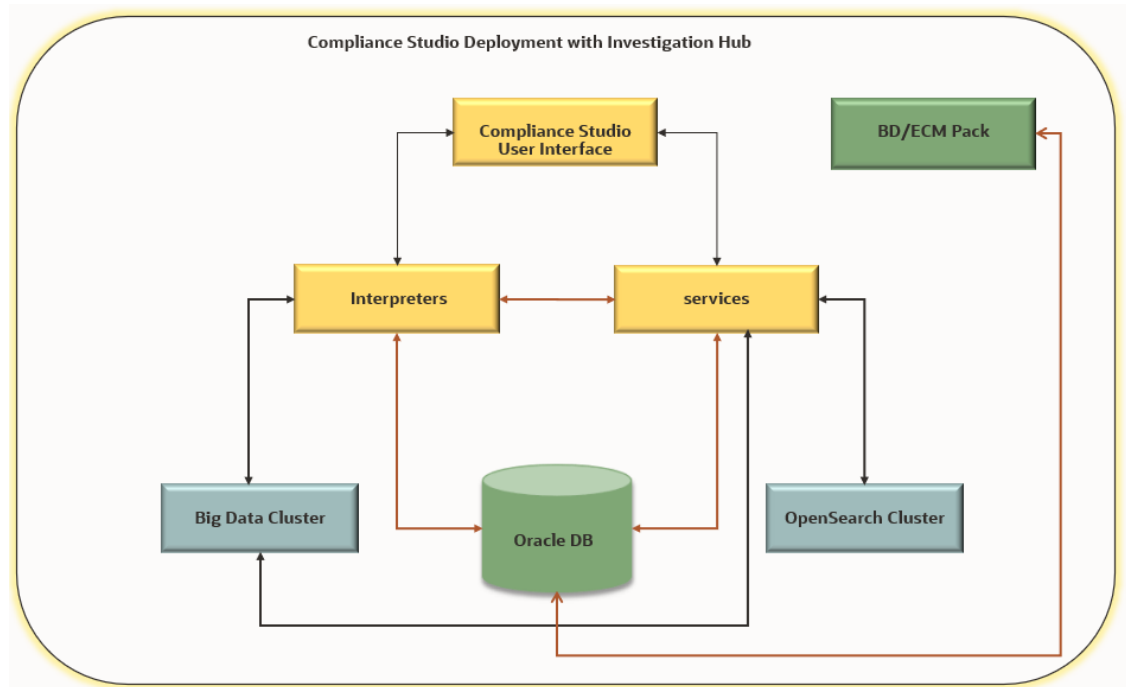 Compliance Studio Deployment with Investigation Hub
Compliance Studio
User Interface
BD/ECM Pack
Interpreters
services
Big Data Cluster
Oracle DB
OpenSearch Cluster